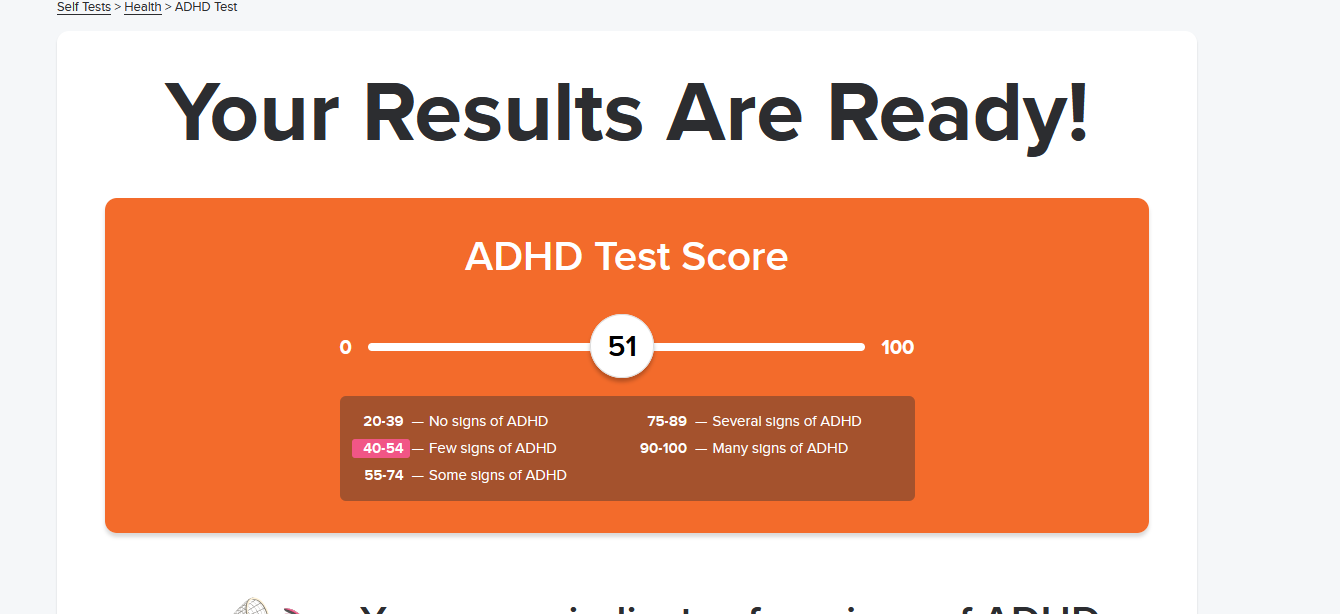 Self Tests > Health > ADHD Test
Your Results Are Ready!
ADHD Test Score
0 51 100
20-39 — No signs of ADHD
40-54 — Few signs of ADHD
55-74 — Some signs of ADHD
75-89 — Several signs of ADHD
90-100 — Many signs of ADHD